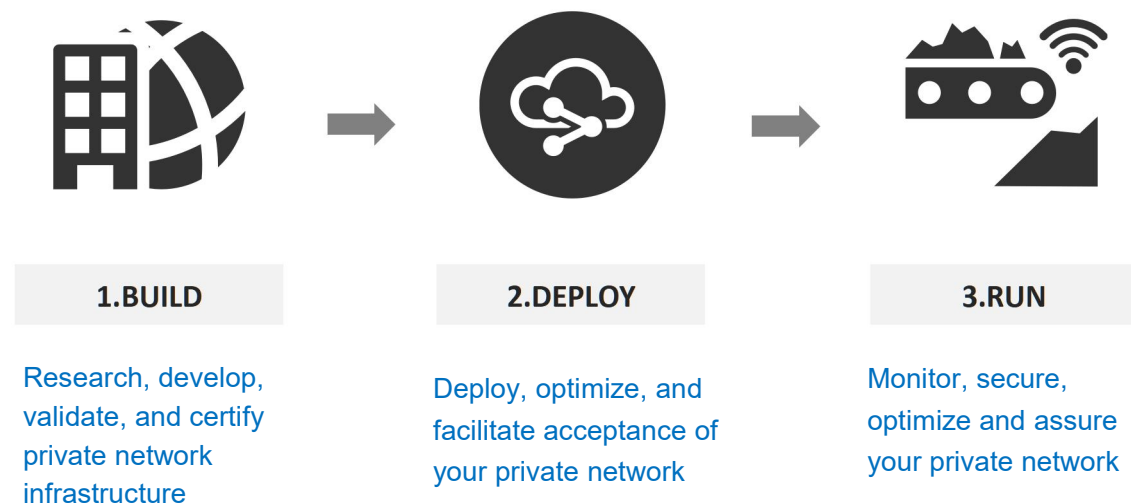 1.BUILD
2.DEPLOY
3.RUN
Research, develop,
validate, and certify
private network
infrastructure
Deploy, optimize, and
facilitate acceptance of
your private network
Monitor, secure,
optimize and assure
your private network